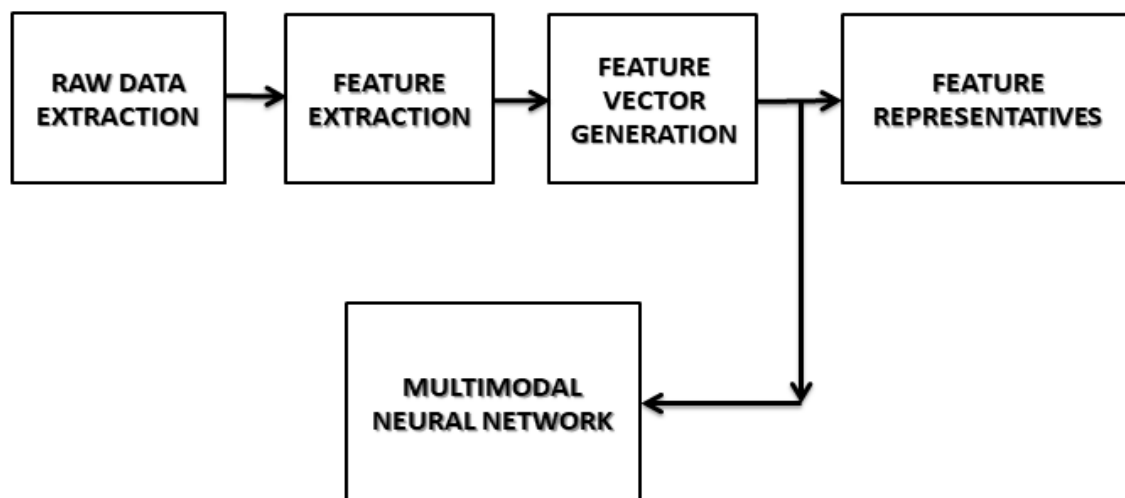 RAW DATA
EXTRACTION
FEATURE
EXTRACTION
FEATURE
VECTOR
GENERATION
FEATURE
REPRESENTATIVES
MULTIMODAL
NEURAL NETWORK